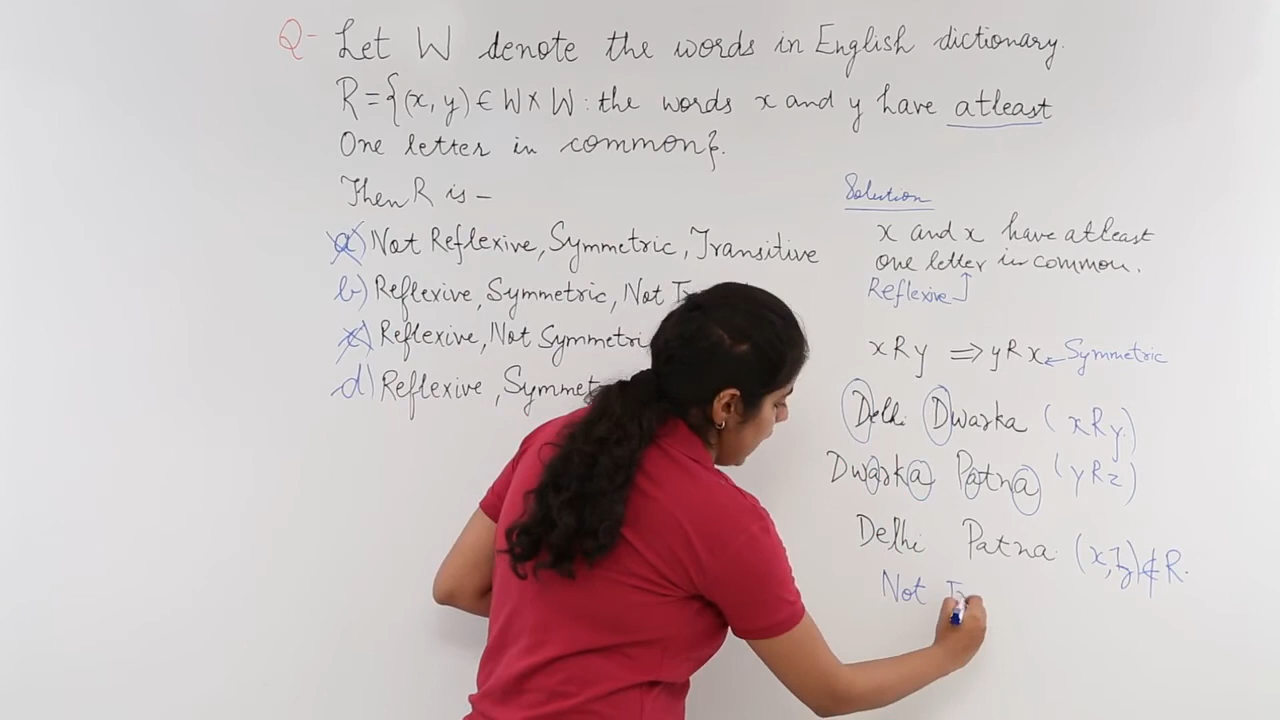 Q- Let W denote the words in English dictionary.
R = {(x, y) ∈ W × W : the words x and y have atleast
One letter in common}.
Then R is -
a) Not Reflexive, Symmetric, Transitive
b) Reflexive, Symmetric, Not
c) Reflexive, Not Symmetric
d) Reflexive,
Solution
x and x have atleast
one letter in common.
Reflexive
xRy ⇒ yRx Symmetric
Delhi Dwarka (xRy)
Dwarka Patna (yRz)
Delhi Patna (x,z) ∉ R.
Not